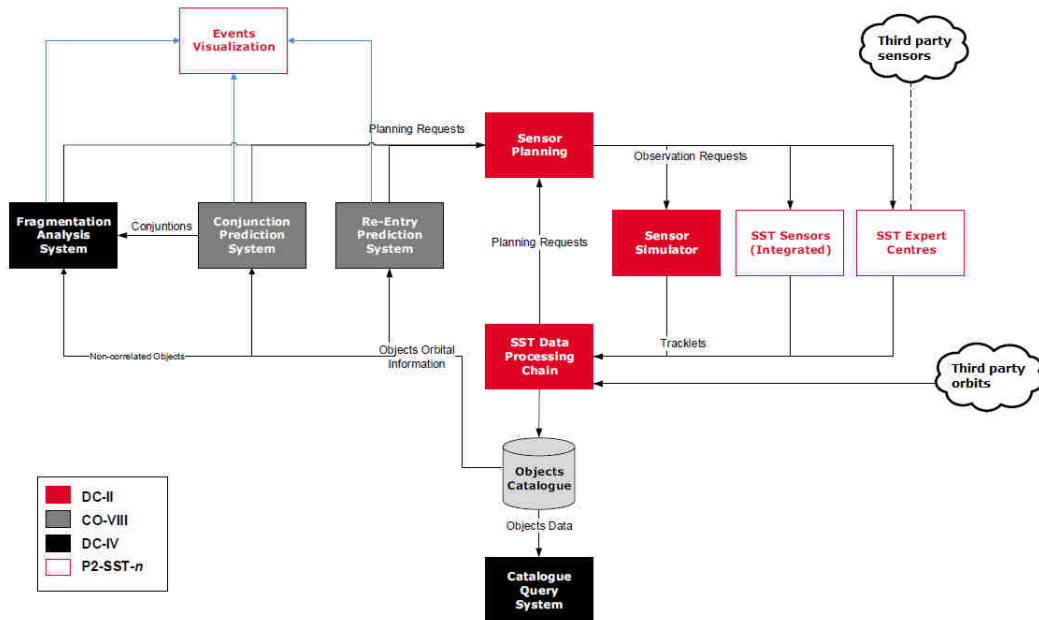 Events
Visualization
Third party
sensors
Planning Requests
Sensor
Planning
Observation Requests
Fragmentation
Analysis
System
Conjuntions
Conjunction
Prediction
System
Re-Entry
Prediction
System
Planning Requests
Sensor
Simulator
SST Sensors
(Integrated)
SST Expert
Centres
Non-correlated Objects
Objects Orbital
Information
SST Data
Processing
Chain
Tracklets
Third party
orbits
Objects
Catalogue
Objects Data
Catalogue
Query
System
DC-II
CO-VIII
DC-IV
P2-SST-n